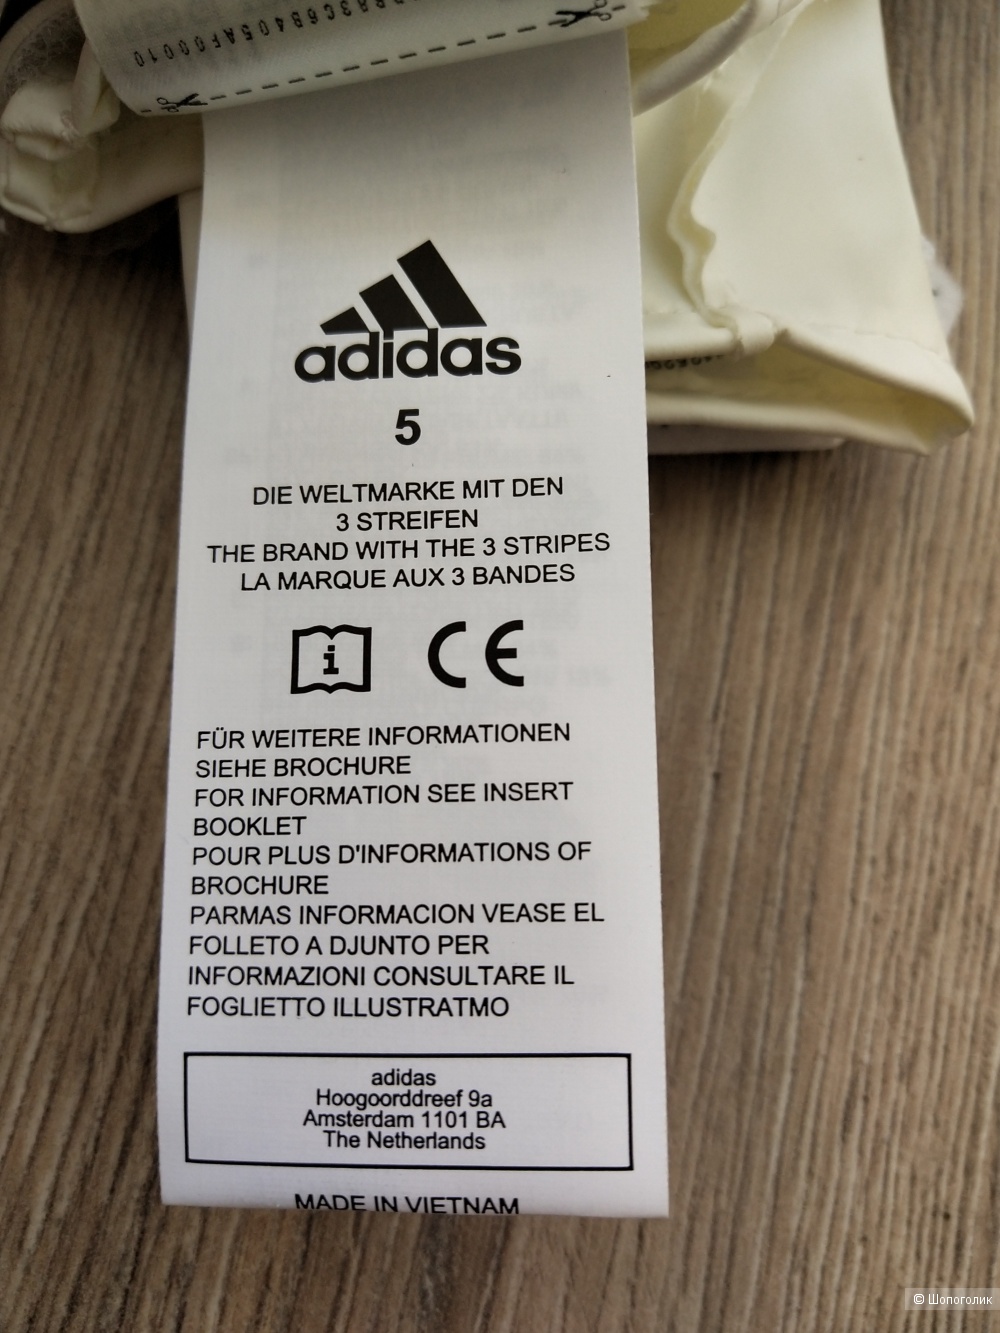 adidas
5
DIE WELTMARKE MIT DEN
3 STREIFEN
THE BRAND WITH THE 3 STRIPES
LA MARQUE AUX 3 BANDES
i
CE
FÜR WEITERE INFORMATIONEN
SIEHE BROCHURE
FOR INFORMATION SEE INSERT
BOOKLET
POUR PLUS D'INFORMATIONS OF
BROCHURE
PARMAS INFORMACION VEASE EL
FOLLETO A DJUNTO PER
INFORMAZIONI CONSULTARE IL
FOGLIETTO ILLUSTRATMO
adidas
Hoogoorddreef 9a
Amsterdam 1101 BA
The Netherlands
MADE IN VIETNAM
© Шопоголик